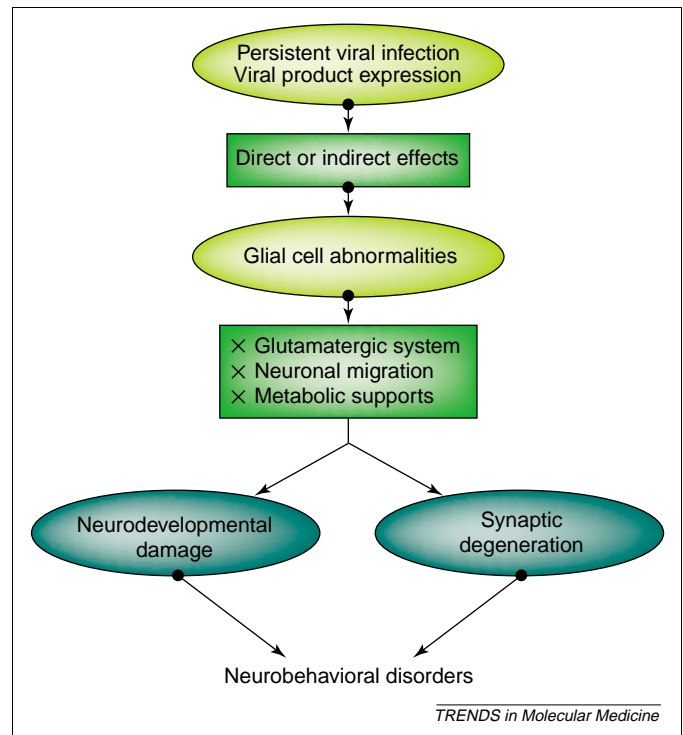 Persistent viral infection
Viral product expression
Direct or indirect effects
Glial cell abnormalities
× Glutamatergic system
× Neuronal migration
× Metabolic supports
Neurodevelopmental
damage
Synaptic
degeneration
Neurobehavioral disorders
TRENDS in Molecular Medicine